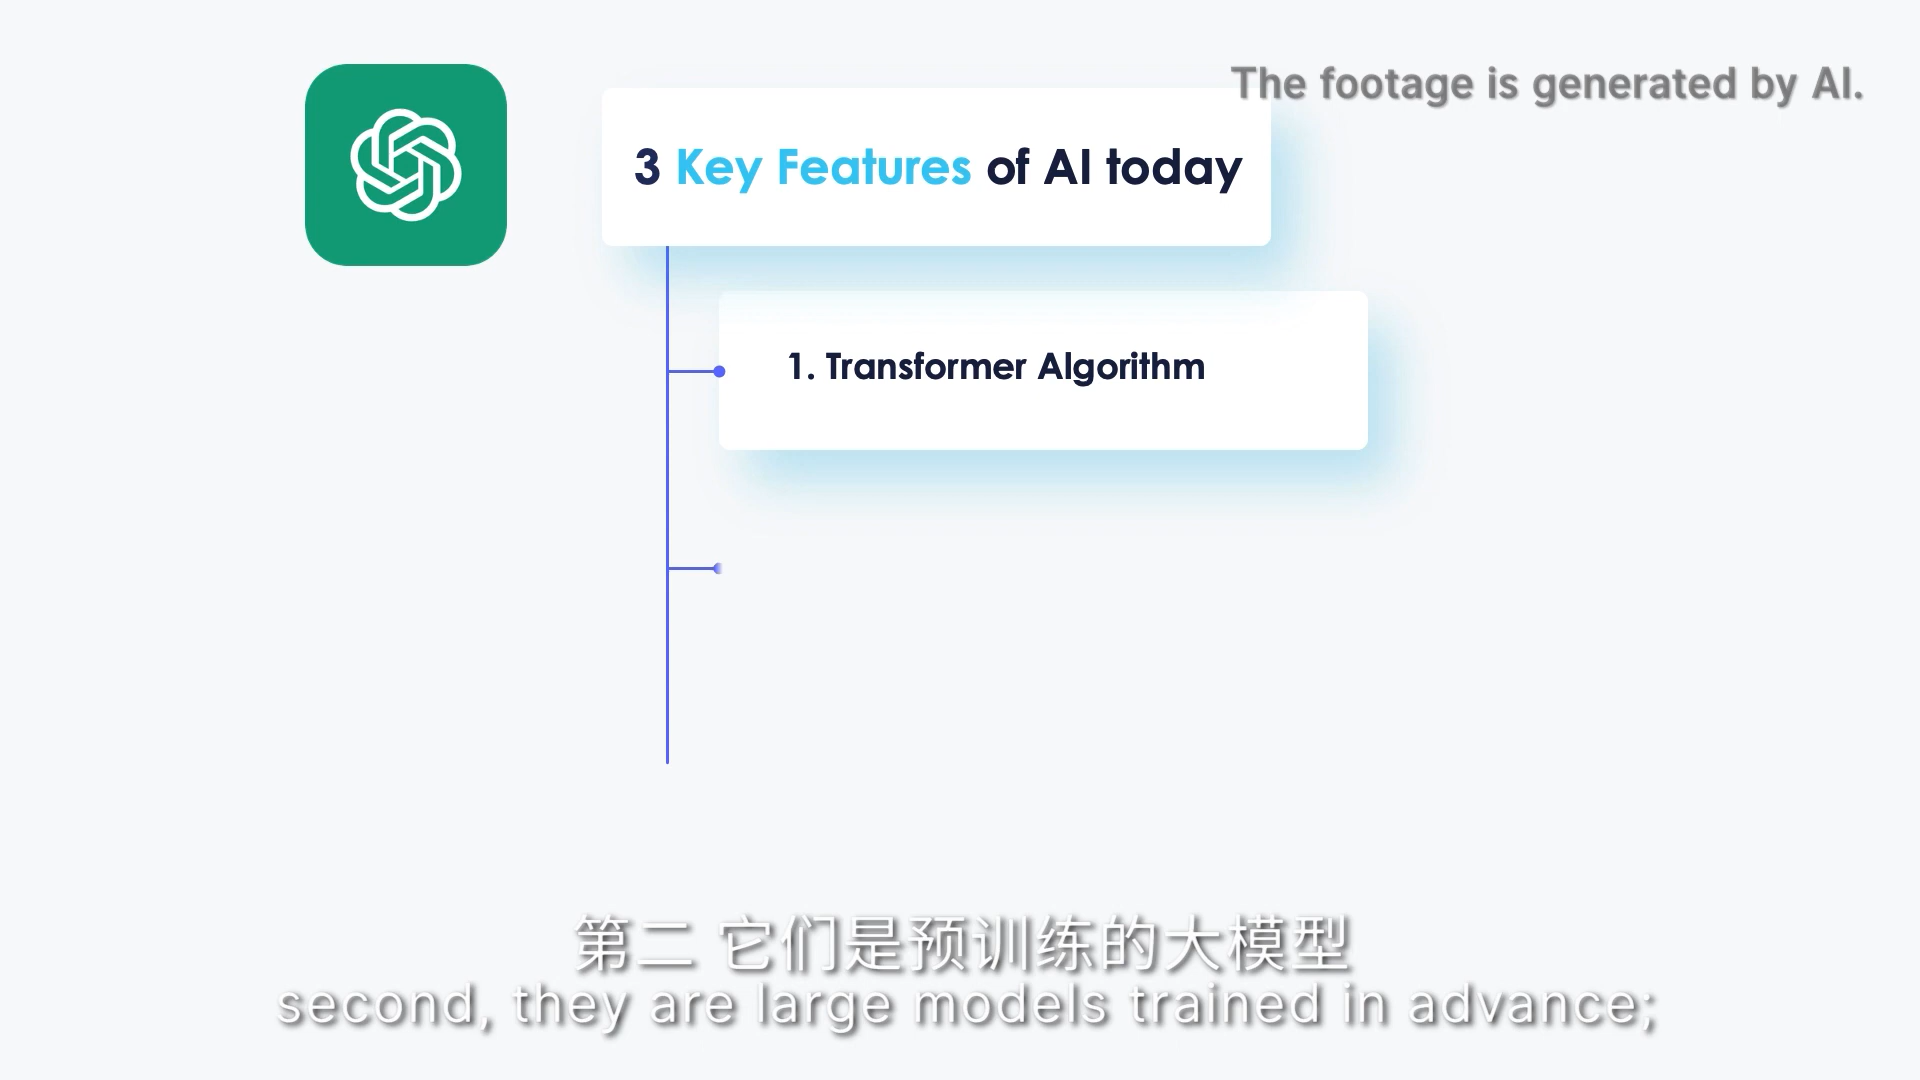 The footage is generated by AI.
3 Key Features of AI today
1. Transformer Algorithm
第二 它们是预训练的大模型
second, they are large models trained in advance;